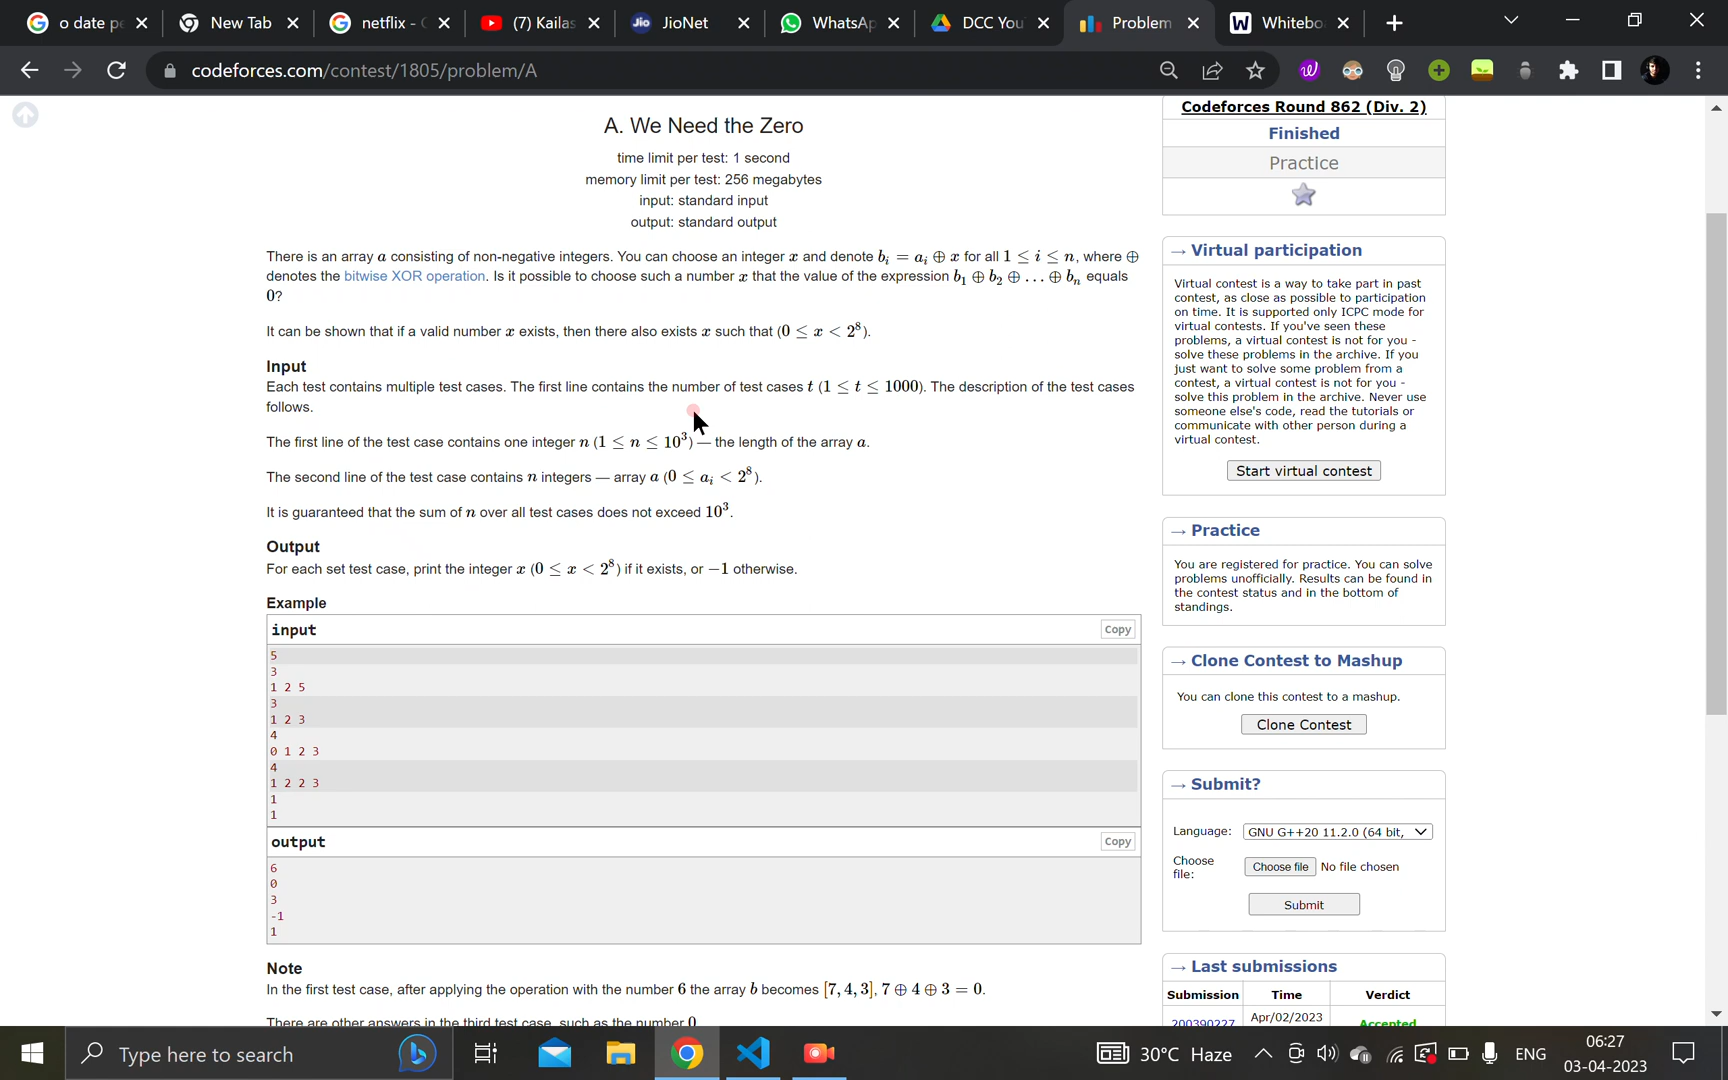 o date pe
New Tab
netflix - G
(7) Kailas
Jio JioNet
WhatsAp
DCC You
Problem
W Whitebo
codeforces.com/contest/1805/problem/A
A. We Need the Zero
time limit per test: 1 second
memory limit per test: 256 megabytes
input: standard input
output: standard output
There is an array a consisting of non-negative integers. You can choose an integer x and denote b_i = a_i ⊕ x for all 1 ≤ i ≤ n, where ⊕
denotes the bitwise XOR operation. Is it possible to choose such a number x that the value of the expression b_1 ⊕ b_2 ⊕ … ⊕ b_n equals
0?
It can be shown that if a valid number x exists, then there also exists x such that (0 ≤ x < 2^8).
Input
Each test contains multiple test cases. The first line contains the number of test cases t (1 ≤ t ≤ 1000). The description of the test cases
follows.
The first line of the test case contains one integer n (1 ≤ n ≤ 10^3) — the length of the array a.
The second line of the test case contains n integers — array a (0 ≤ a_i < 2^8).
It is guaranteed that the sum of n over all test cases does not exceed 10^3.
Output
For each set test case, print the integer x (0 ≤ x < 2^8) if it exists, or −1 otherwise.
Example
input
Copy
5
3
1 2 5
3
1 2 3
4
0 1 2 3
4
1 2 2 3
1
1
output
Copy
6
0
3
-1
1
Note
In the first test case, after applying the operation with the number 6 the array b becomes [7, 4, 3], 7 ⊕ 4 ⊕ 3 = 0.
There are other answers in the third test case, such as the number 0.
Codeforces Round 862 (Div. 2)
Finished
Practice
→ Virtual participation
Virtual contest is a way to take part in past
contest, as close as possible to participation
on time. It is supported only ICPC mode for
virtual contests. If you've seen these
problems, a virtual contest is not for you -
solve these problems in the archive. If you
just want to solve some problem from a
contest, a virtual contest is not for you -
solve this problem in the archive. Never use
someone else's code, read the tutorials or
communicate with other person during a
virtual contest.
Start virtual contest
→ Practice
You are registered for practice. You can solve
problems unofficially. Results can be found in
the contest status and in the bottom of
standings.
→ Clone Contest to Mashup
You can clone this contest to a mashup.
Clone Contest
→ Submit?
Language: GNU G++20 11.2.0 (64 bit,
Choose
file:
Choose file No file chosen
Submit
→ Last submissions
Submission Time Verdict
200390227 Apr/02/2023 Accepted
Type here to search
30°C Haze
ENG
06:27
03-04-2023